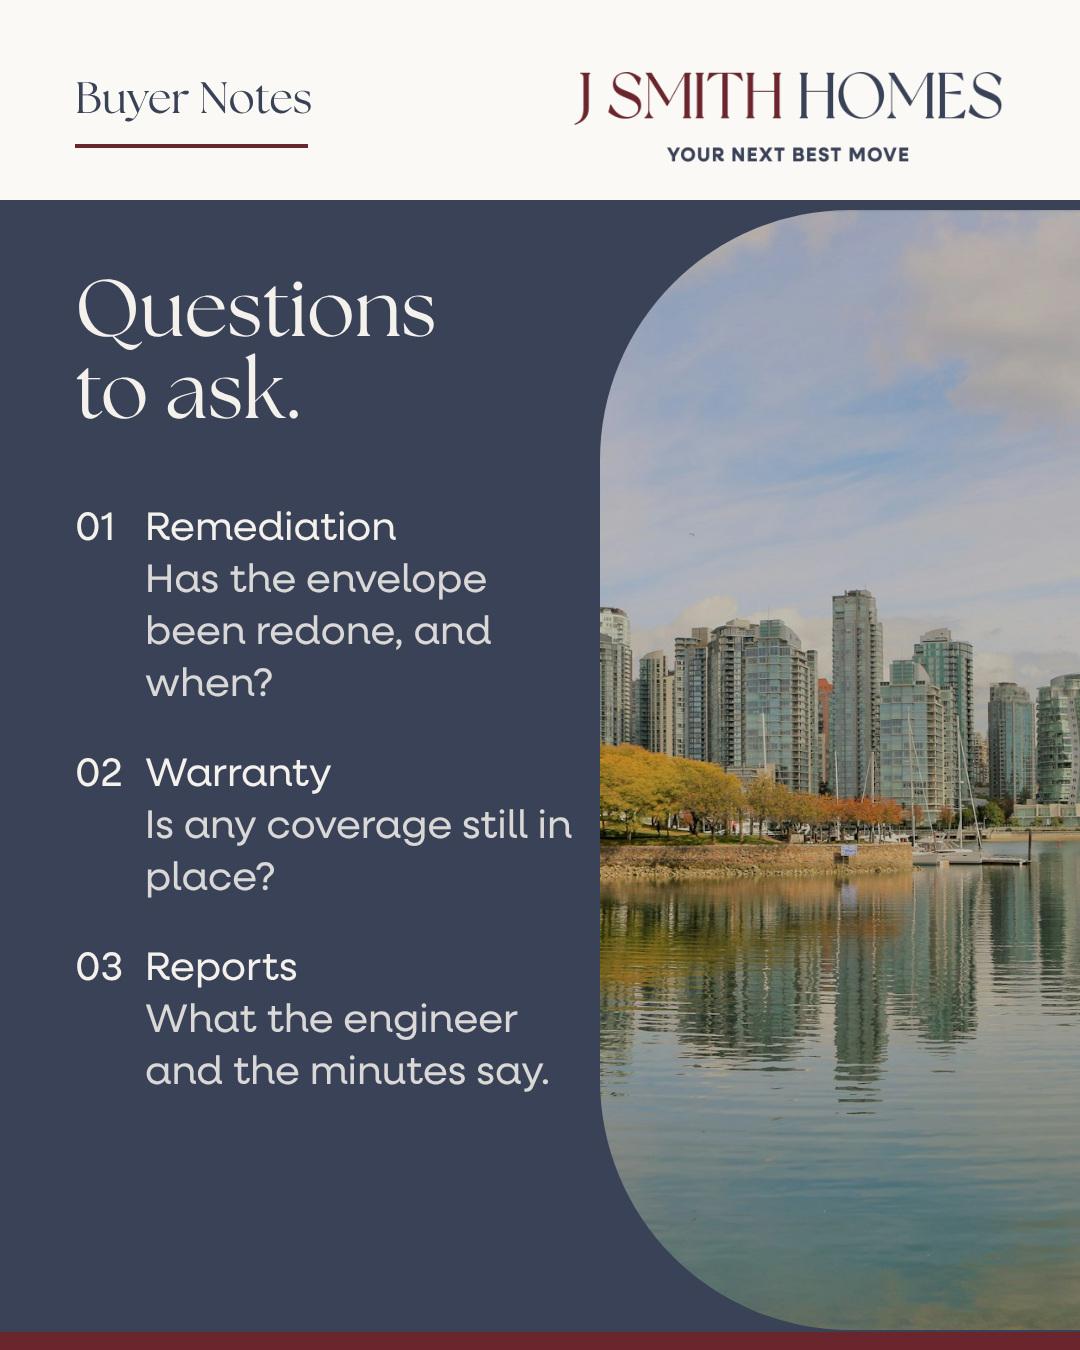 Buyer Notes
J SMITH HOMES
YOUR NEXT BEST MOVE
Questions
to ask.
01 Remediation
Has the envelope
been redone, and
when?
02 Warranty
Is any coverage still in
place?
03 Reports
What the engineer
and the minutes say.